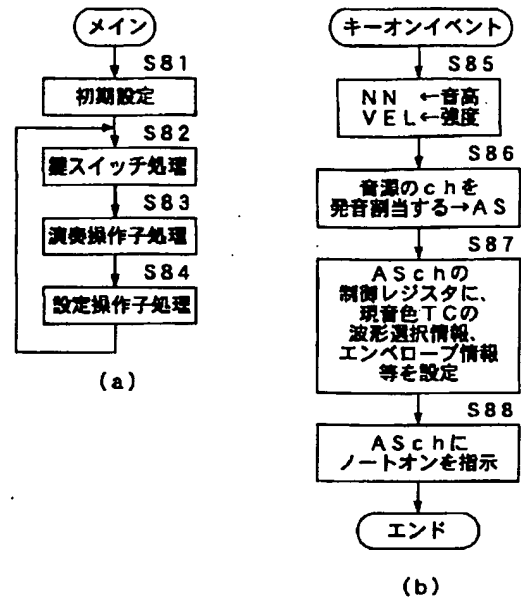 メイン
S81
初期設定
S82
鍵スイッチ処理
S83
演奏操作子処理
S84
設定操作子処理
(a)
キーオンイベント
S85
NN ←音高
VEL←強度
S86
音源のchを
発音割当する→AS
S87
ASchの
制御レジスタに、
現音色TCの
波形選択情報、
エンベロープ情報
等を設定
S88
ASchに
ノートオンを指示
エンド
(b)